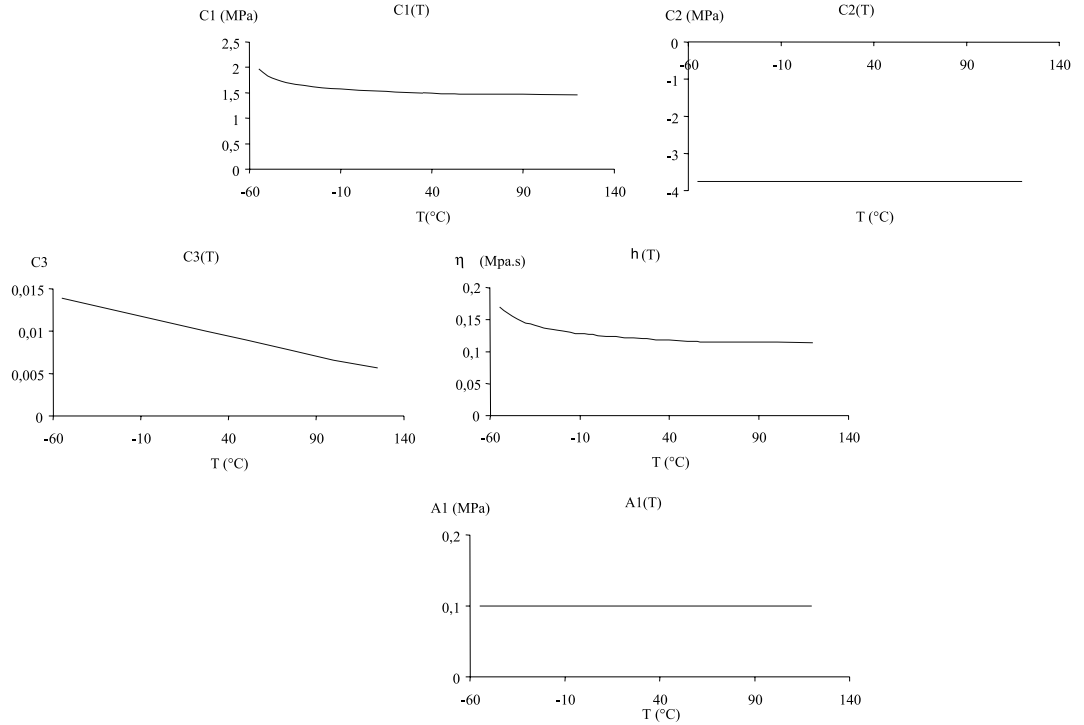 C1 (MPa)
C1(T)
2,5
2
1,5
1
0,5
0
-60 -10 40 90 140
T(°C)
C2 (MPa)
C2(T)
0
-60 -10 40 90 140
-1
-2
-3
-4
T (°C)
C3
C3(T)
0,015
0,01
0,005
0
-60 -10 40 90 140
T (°C)
η (Mpa.s)
h (T)
0,2
0,15
0,1
0,05
0
-60 -10 40 90 140
T (°C)
A1 (MPa)
A1(T)
0,2
0,1
0
-60 -10 40 90 140
T (°C)